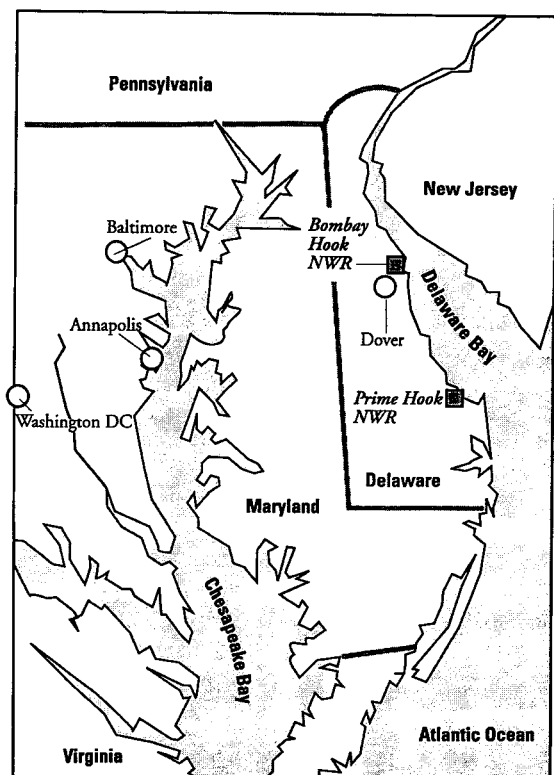 Pennsylvania
New Jersey
Baltimore
Bombay
Hook
NWR
Delaware Bay
Annapolis
Dover
Washington DC
Prime Hook
NWR
Maryland
Delaware
Chesapeake Bay
Virginia
Atlantic Ocean